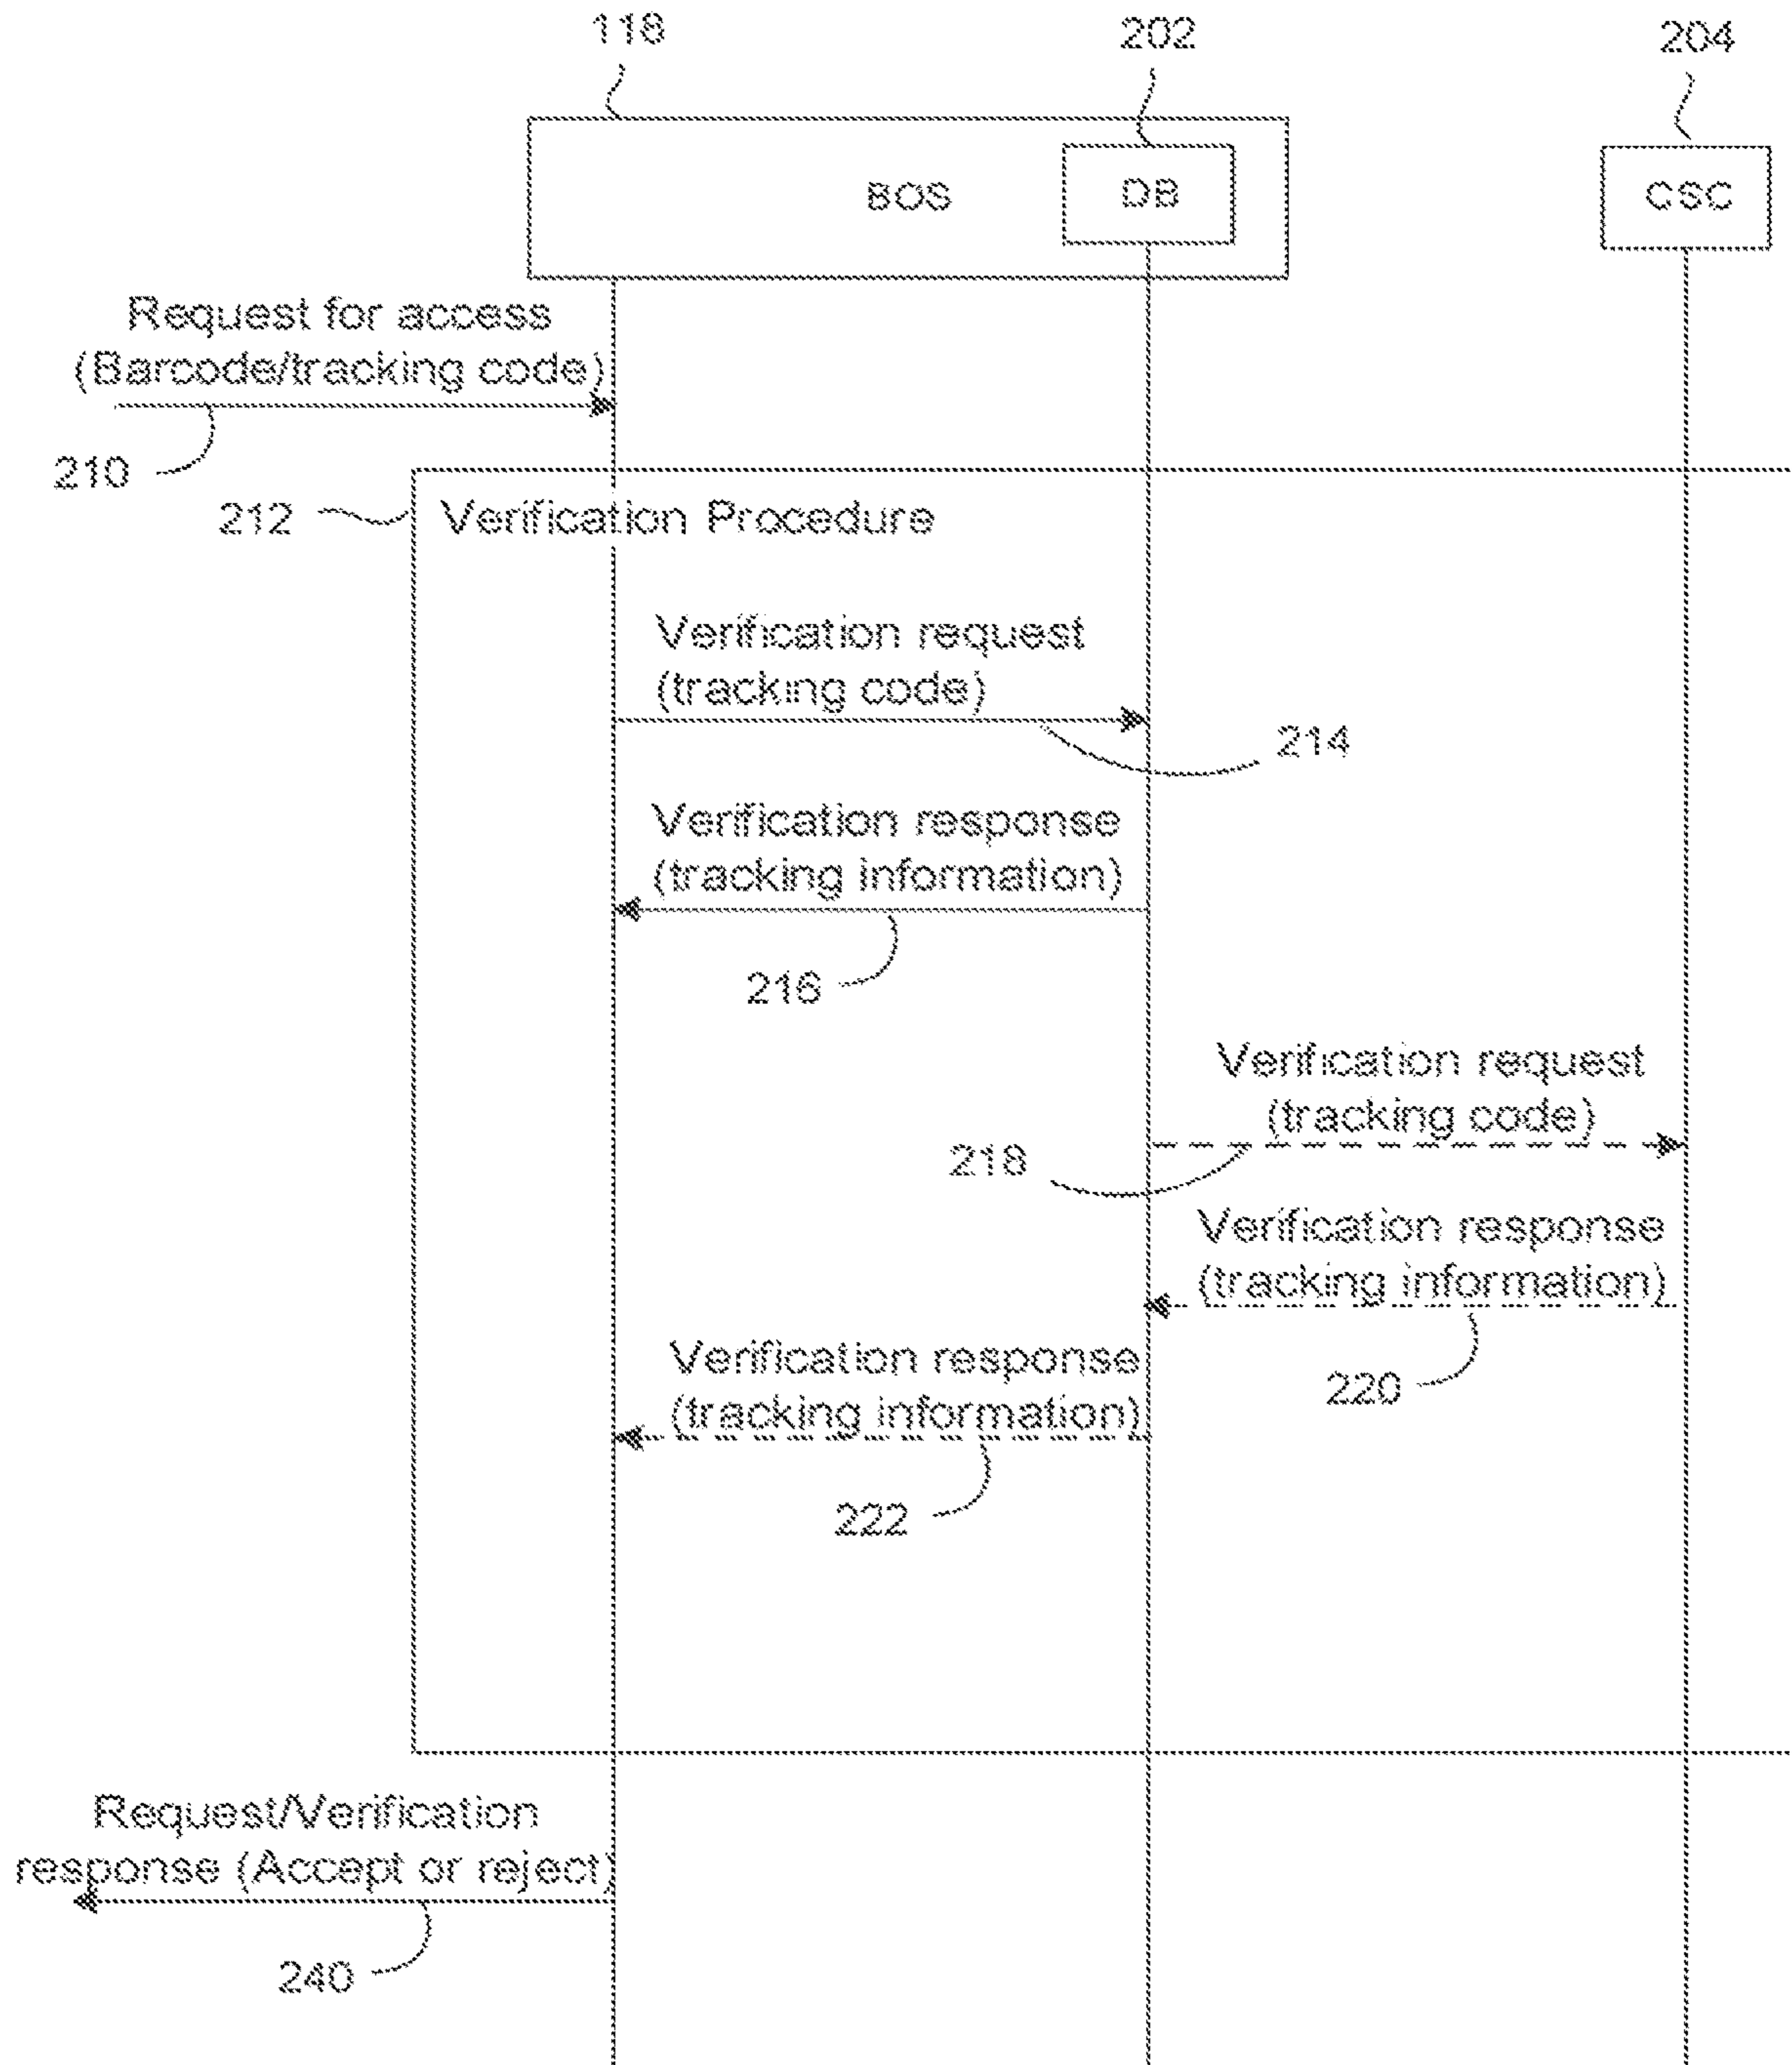 118
202
204
BOS
DB
CSC
Request for access
(Barcode/tracking code)
210
212
Verification Procedure
Verification request
(tracking code)
214
Verification response
(tracking information)
216
Verification request
(tracking code)
218
Verification response
(tracking information)
220
Verification response
(tracking information)
222
Request/Verification
response (Accept or reject)
240